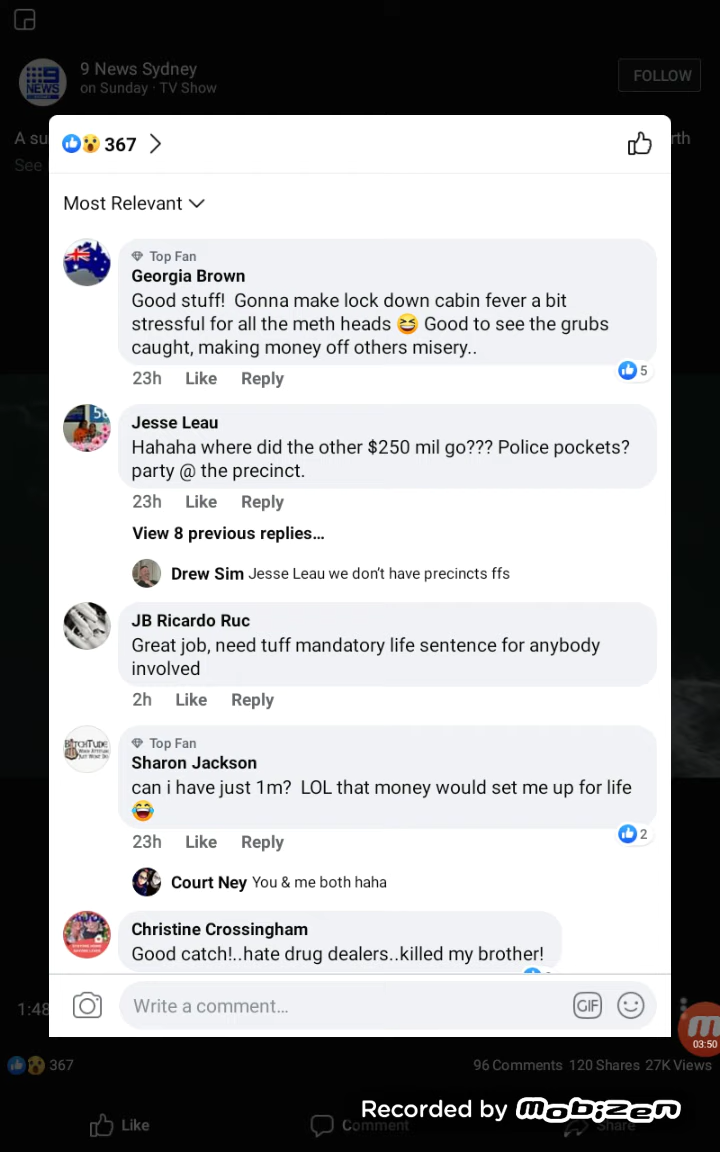 9 News Sydney
on Sunday · TV Show
FOLLOW
NEWS
A su
rth
See
367
Most Relevant
Top Fan
Georgia Brown
Good stuff!  Gonna make lock down cabin fever a bit
stressful for all the meth heads 😆 Good to see the grubs
caught, making money off others misery..
5
23h Like Reply
Jesse Leau
Hahaha where did the other $250 mil go??? Police pockets?
party @ the precinct.
23h Like Reply
View 8 previous replies...
Drew Sim Jesse Leau we don't have precincts ffs
JB Ricardo Ruc
Great job, need tuff mandatory life sentence for anybody
involved
2h Like Reply
BITCHTUDE
Top Fan
Sharon Jackson
can i have just 1m?  LOL that money would set me up for life
😂
2
23h Like Reply
Court Ney You & me both haha
Christine Crossingham
Good catch!..hate drug dealers..killed my brother!
Write a comment...
GIF
1:48
03:50
367
96 Comments 120 Shares 27K Views
Recorded by mobizen
Like
Comment
Share